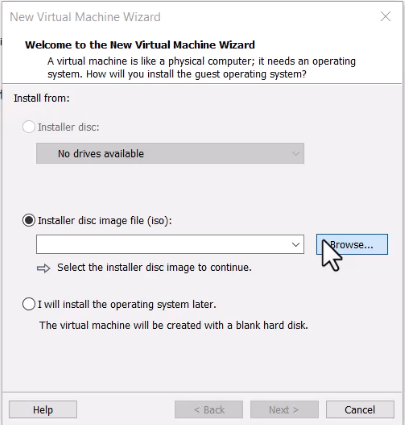 New Virtual Machine Wizard
Welcome to the New Virtual Machine Wizard
A virtual machine is like a physical computer; it needs an operating
system. How will you install the guest operating system?
Install from:
Installer disc:
No drives available
Installer disc image file (iso):
Browse...
Select the installer disc image to continue.
I will install the operating system later.
The virtual machine will be created with a blank hard disk.
Help
< Back
Next >
Cancel